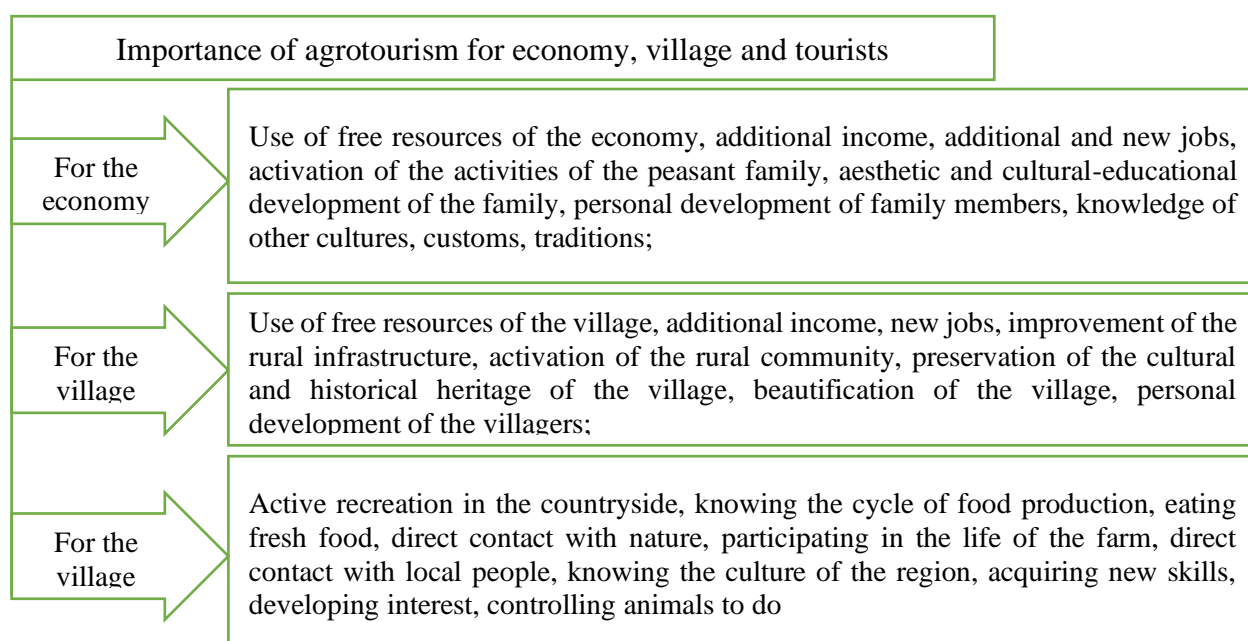 Importance of agrotourism for economy, village and tourists
For the
economy
Use of free resources of the economy, additional income, additional and new jobs,
activation of the activities of the peasant family, aesthetic and cultural-educational
development of the family, personal development of family members, knowledge of
other cultures, customs, traditions;
For the
village
Use of free resources of the village, additional income, new jobs, improvement of the
rural infrastructure, activation of the rural community, preservation of the cultural
and historical heritage of the village, beautification of the village, personal
development of the villagers;
For the
village
Active recreation in the countryside, knowing the cycle of food production, eating
fresh food, direct contact with nature, participating in the life of the farm, direct
contact with local people, knowing the culture of the region, acquiring new skills,
developing interest, controlling animals to do